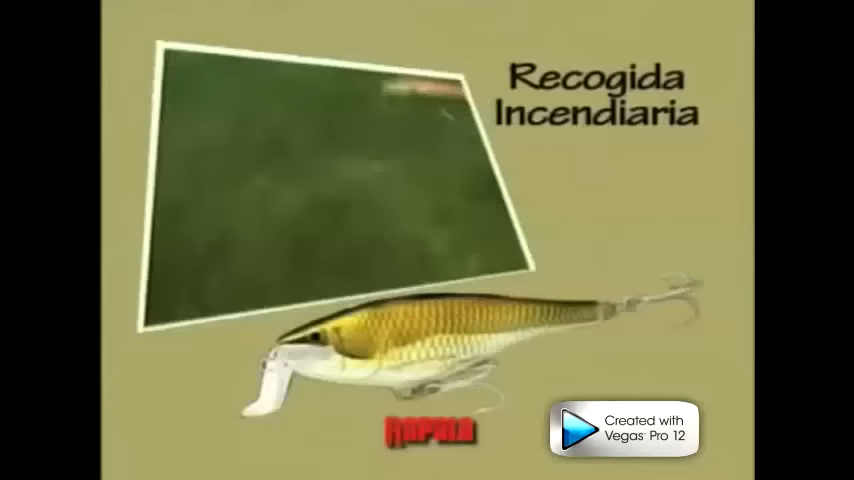 Recogida
Incendiaria
Rapala
Created with
Vegas Pro 12